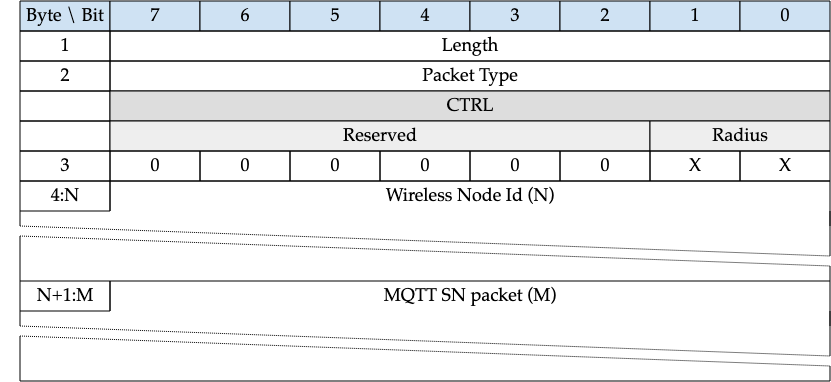 Byte \ Bit 7 6 5 4 3 2 1 0
1 Length
2 Packet Type
CTRL
Reserved Radius
3 0 0 0 0 0 0 X X
4:N Wireless Node Id (N)
N+1:M MQTT SN packet (M)